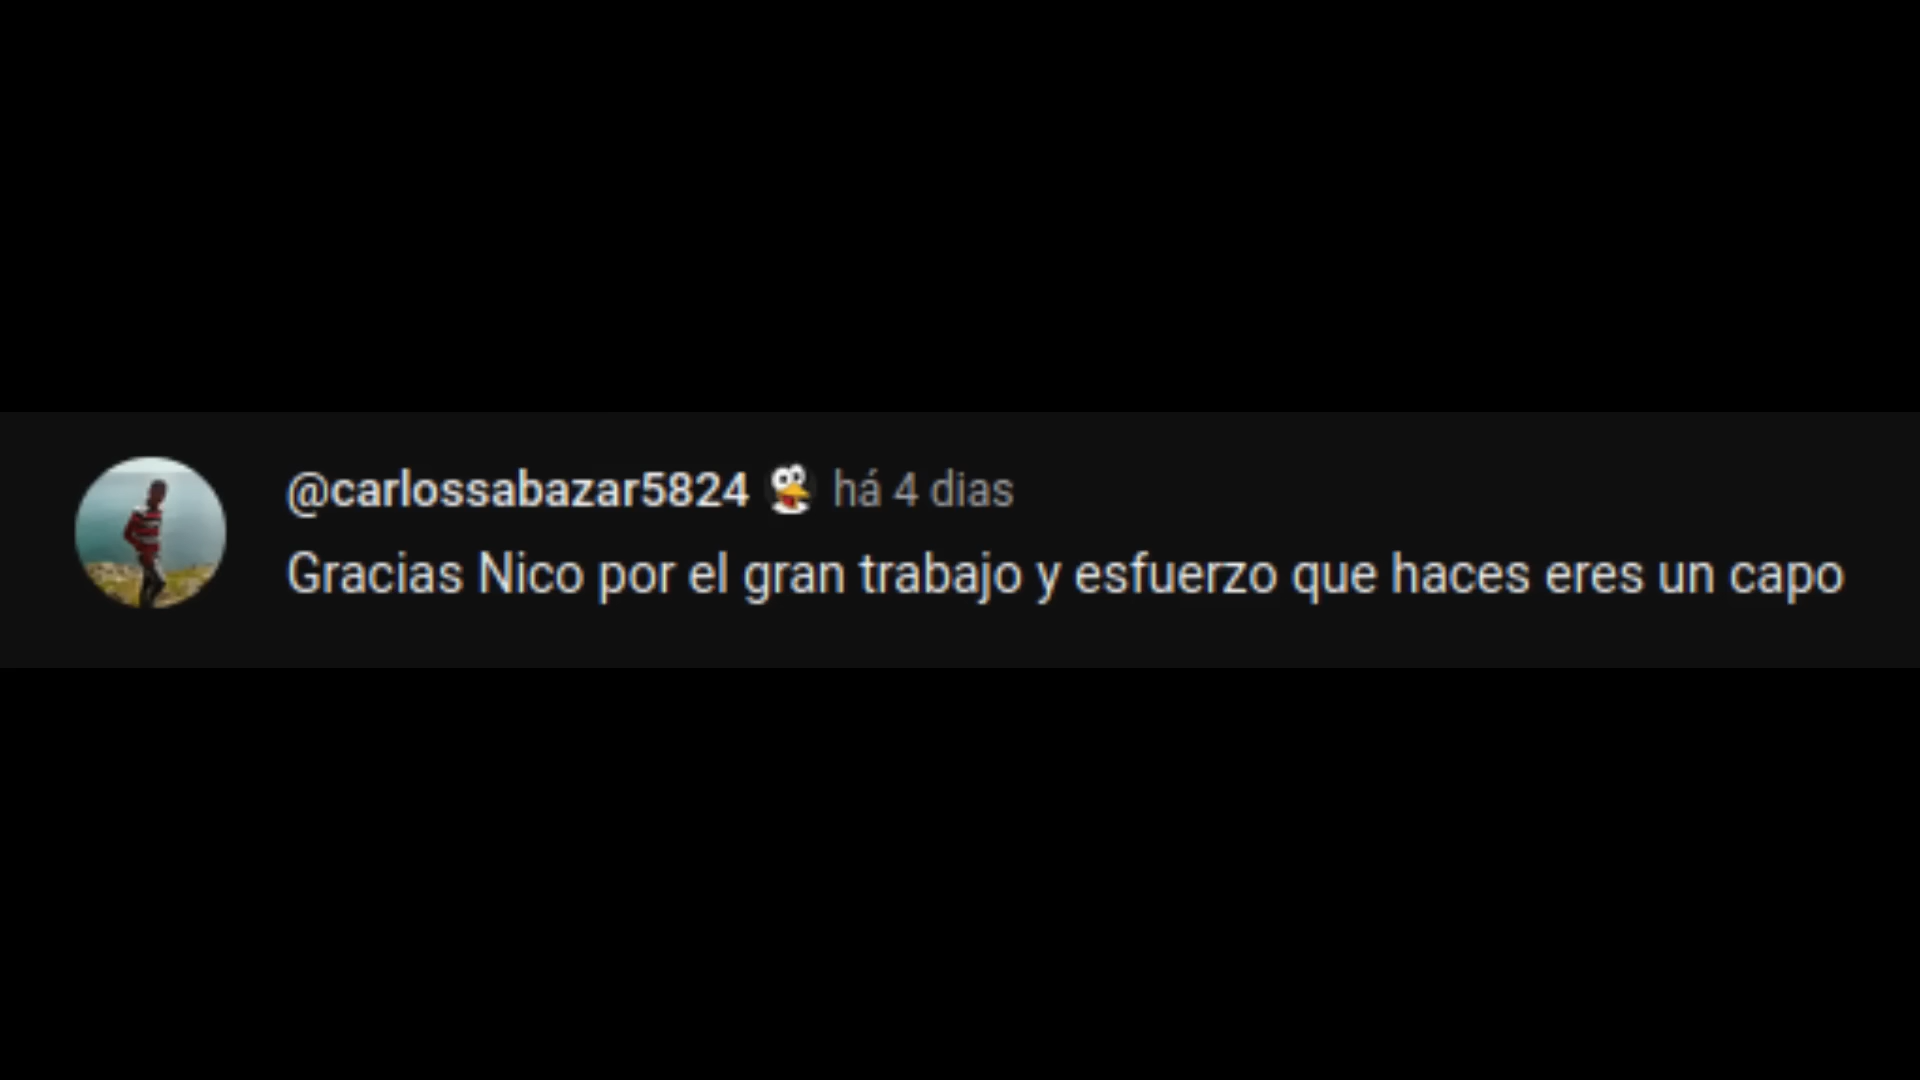 @carlossabazar5824 há 4 dias
Gracias Nico por el gran trabajo y esfuerzo que haces eres un capo